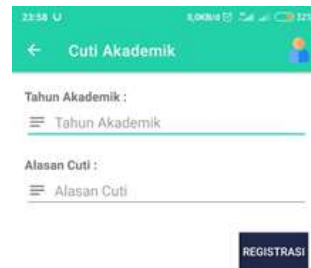 23:58
Cuti Akademik
Tahun Akademik :
Tahun Akademik
Alasan Cuti :
Alasan Cuti
REGISTRASI